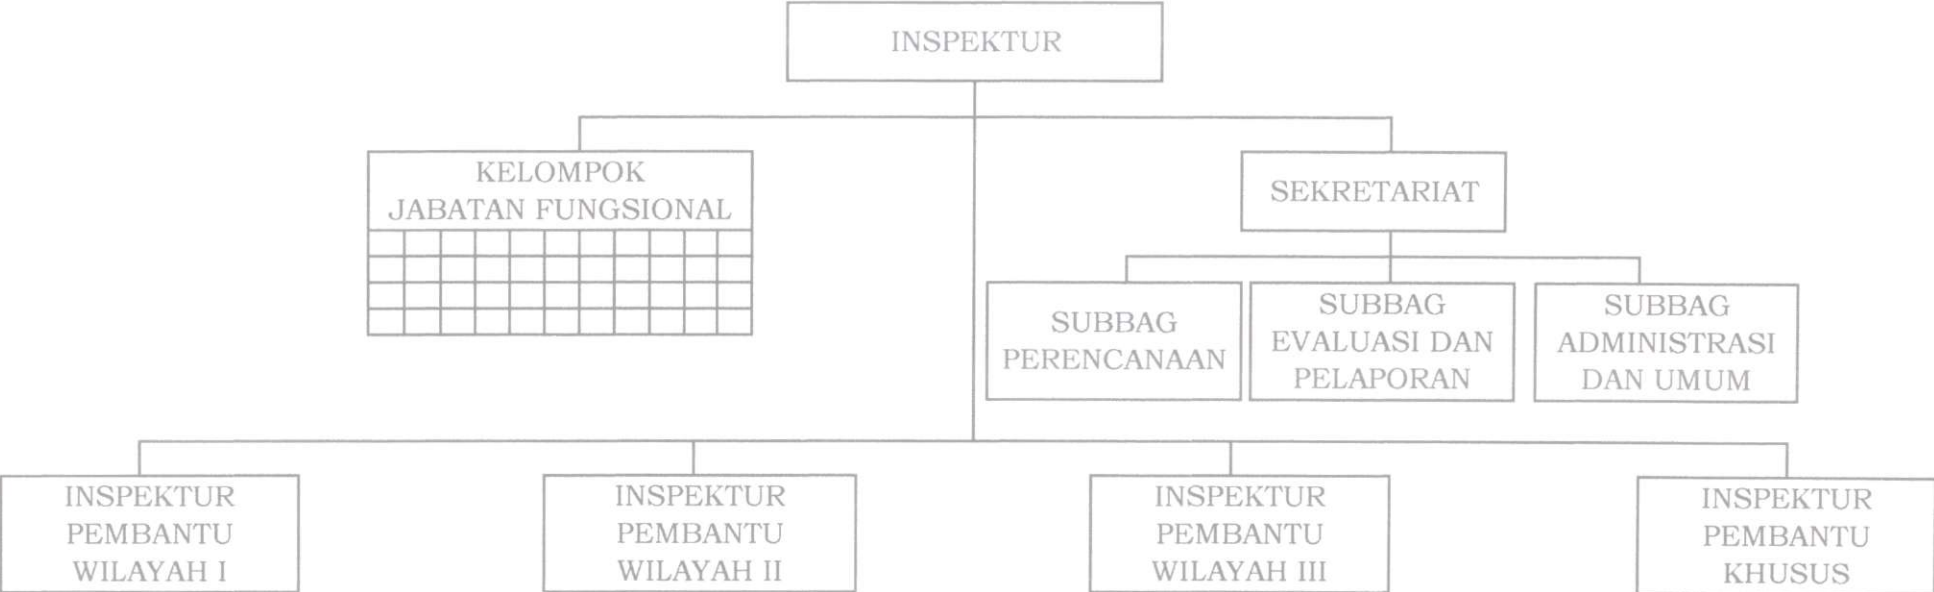 INSPEKTUR
KELOMPOK
JABATAN FUNGSIONAL
SEKRETARIAT
SUBBAG
PERENCANAAN
SUBBAG
EVALUASI DAN
PELAPORAN
SUBBAG
ADMINISTRASI
DAN UMUM
INSPEKTUR
PEMBANTU
WILAYAH I
INSPEKTUR
PEMBANTU
WILAYAH II
INSPEKTUR
PEMBANTU
WILAYAH III
INSPEKTUR
PEMBANTU
KHUSUS